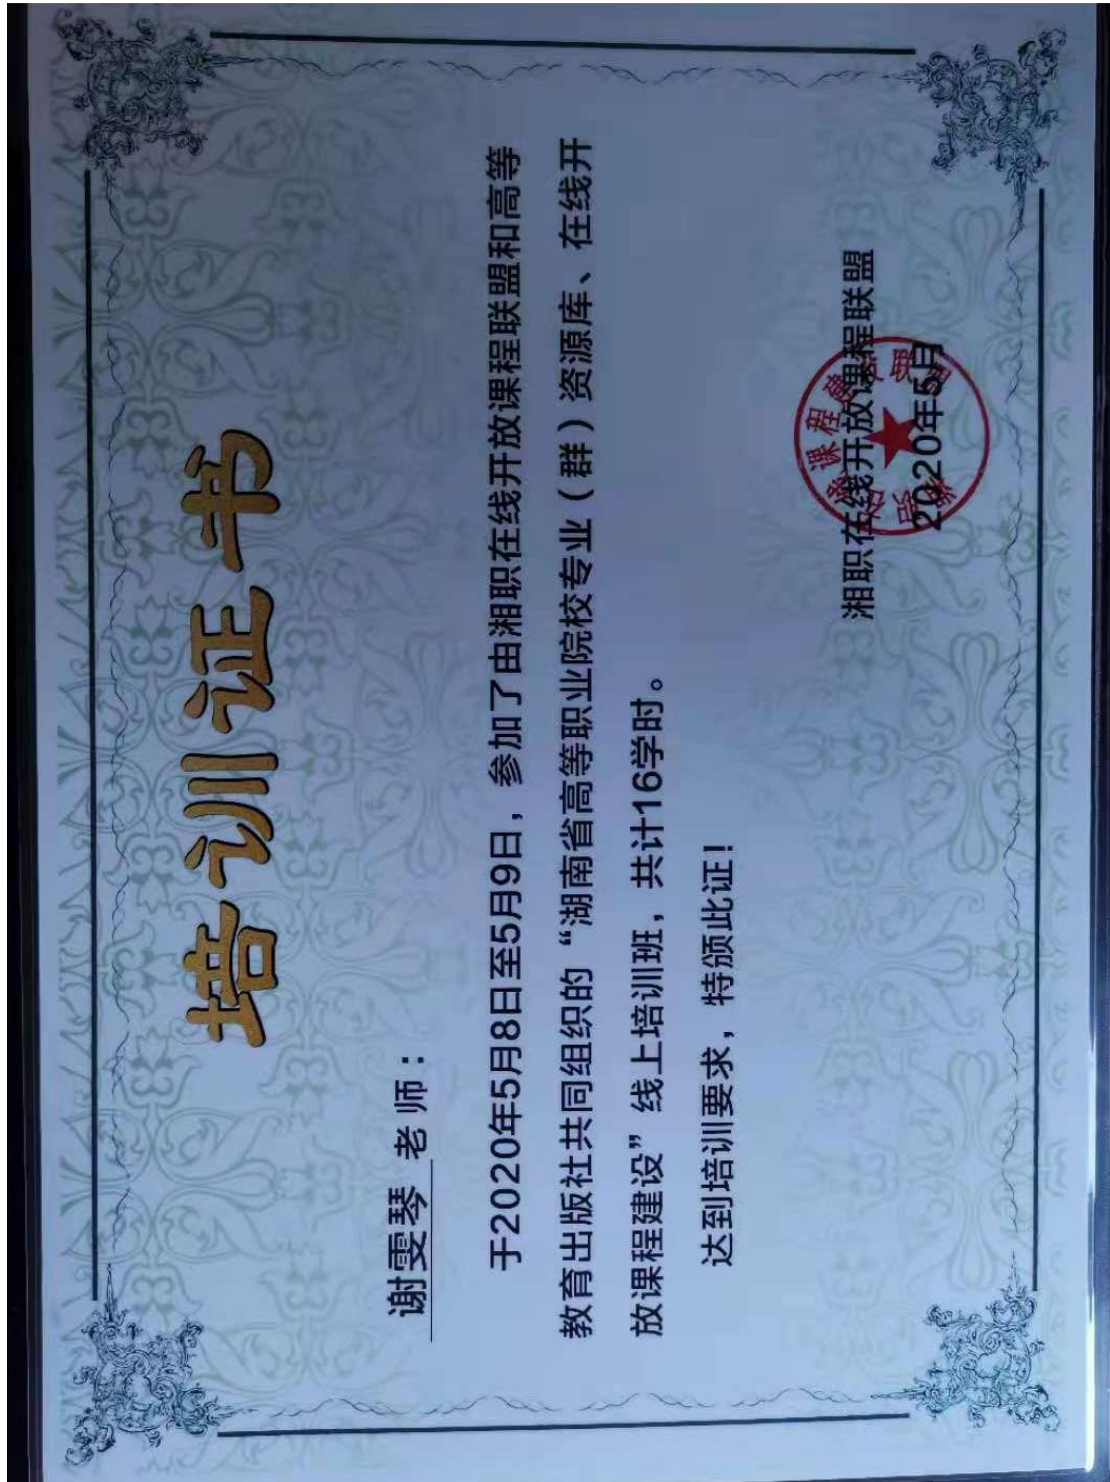 培训证书
谢雯琴 老师：
于2020年5月8日至5月9日，参加了由湘职在线开放课程联盟和高等
教育出版社共同组织的“湖南省高等职业院校专业（群）资源库、在线开
放课程建设”线上培训班，共计16学时。
达到培训要求，特颁此证！
湘职在线开放课程联盟
2020年5月